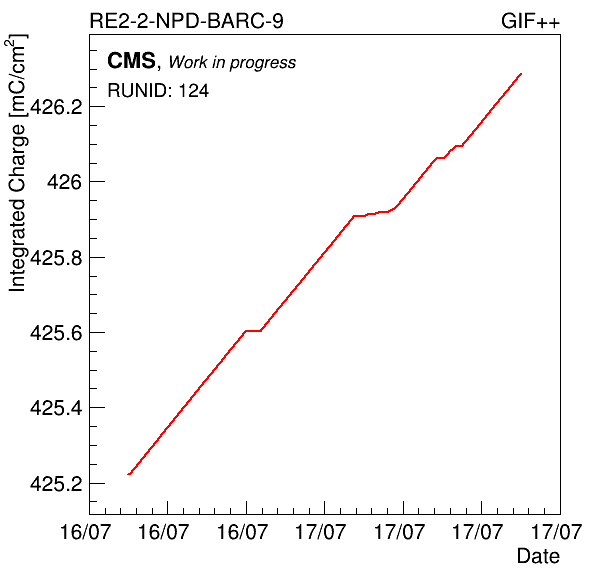 RE2-2-NPD-BARC-9 GIF++
CMS, Work in progress
RUNID: 124
Integrated Charge [mC/cm²]
426.2
426
425.8
425.6
425.4
425.2
16/07 16/07 16/07 17/07 17/07 17/07 17/07
Date